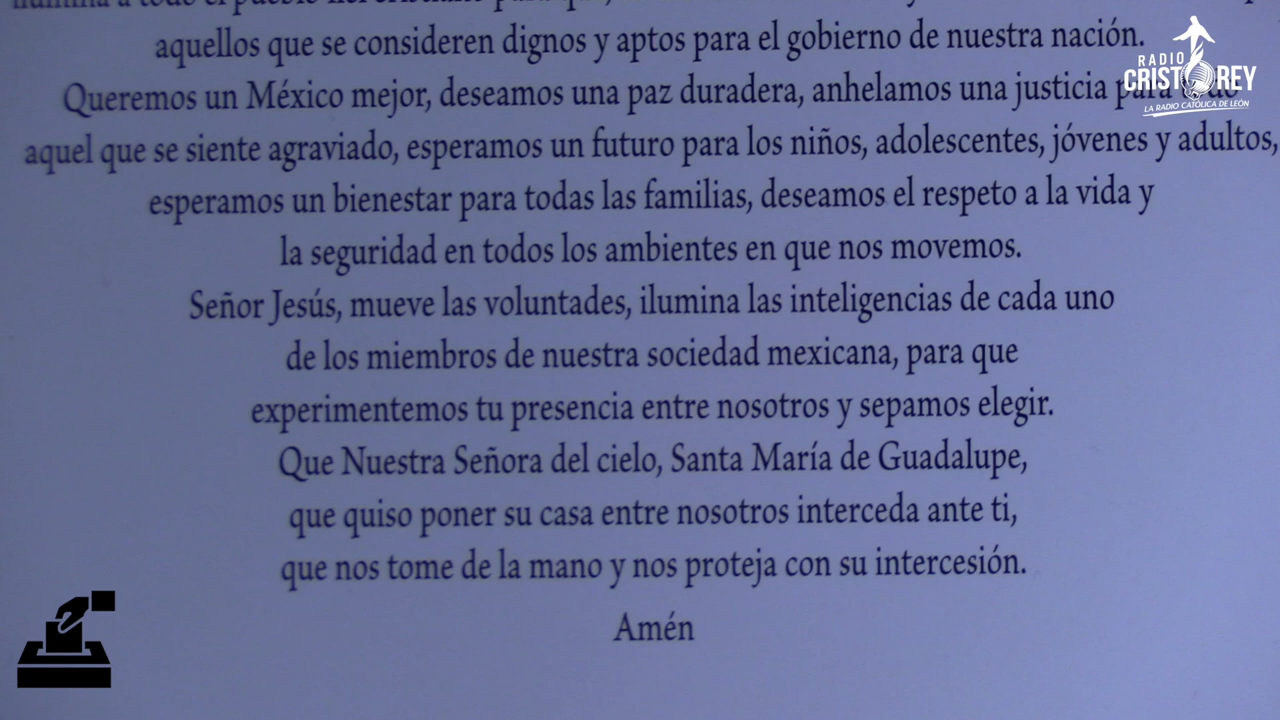 aquellos que se consideren dignos y aptos para el gobierno de nuestra nación.
Queremos un México mejor, deseamos una paz duradera, anhelamos una justicia para todo
aquel que se siente agraviado, esperamos un futuro para los niños, adolescentes, jóvenes y adultos,
esperamos un bienestar para todas las familias, deseamos el respeto a la vida y
la seguridad en todos los ambientes en que nos movemos.
Señor Jesús, mueve las voluntades, ilumina las inteligencias de cada uno
de los miembros de nuestra sociedad mexicana, para que
experimentemos tu presencia entre nosotros y sepamos elegir.
Que Nuestra Señora del cielo, Santa María de Guadalupe,
que quiso poner su casa entre nosotros interceda ante ti,
que nos tome de la mano y nos proteja con su intercesión.
Amén
RADIO
CRISTOREY
LA RADIO CATÓLICA DE LEÓN